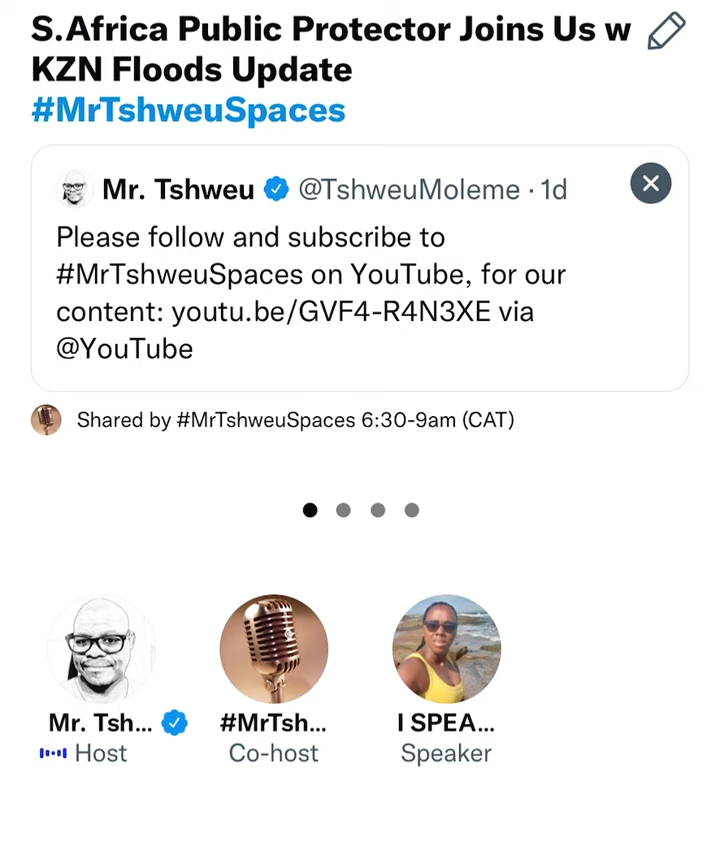 S.Africa Public Protector Joins Us w
KZN Floods Update
#MrTshweuSpaces
Mr. Tshweu @TshweuMoleme · 1d
Please follow and subscribe to
#MrTshweuSpaces on YouTube, for our
content: youtu.be/GVF4-R4N3XE via
@YouTube
Shared by #MrTshweuSpaces 6:30-9am (CAT)
Mr. Tsh... #MrTsh... I SPEA...
Host Co-host Speaker